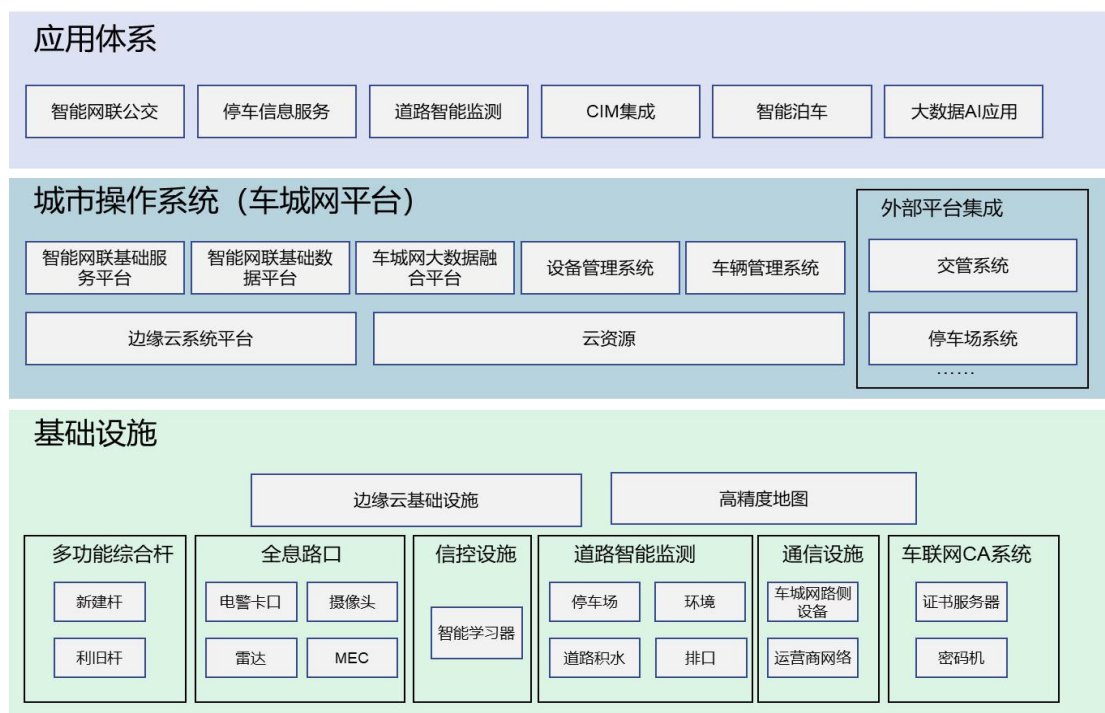 应用体系
智能网联公交
停车信息服务
道路智能监测
CIM集成
智能泊车
大数据AI应用
城市操作系统（车城网平台）
智能网联基础服
务平台
智能网联基础数
据平台
车城网大数据融
合平台
设备管理系统
车辆管理系统
边缘云系统平台
云资源
外部平台集成
交管系统
停车场系统
……
基础设施
边缘云基础设施
高精度地图
多功能综合杆
新建杆
利旧杆
全息路口
电警卡口
摄像头
雷达
MEC
信控设施
智能学习器
道路智能监测
停车场
环境
道路积水
排口
通信设施
车城网路侧
设备
运营商网络
车联网CA系统
证书服务器
密码机